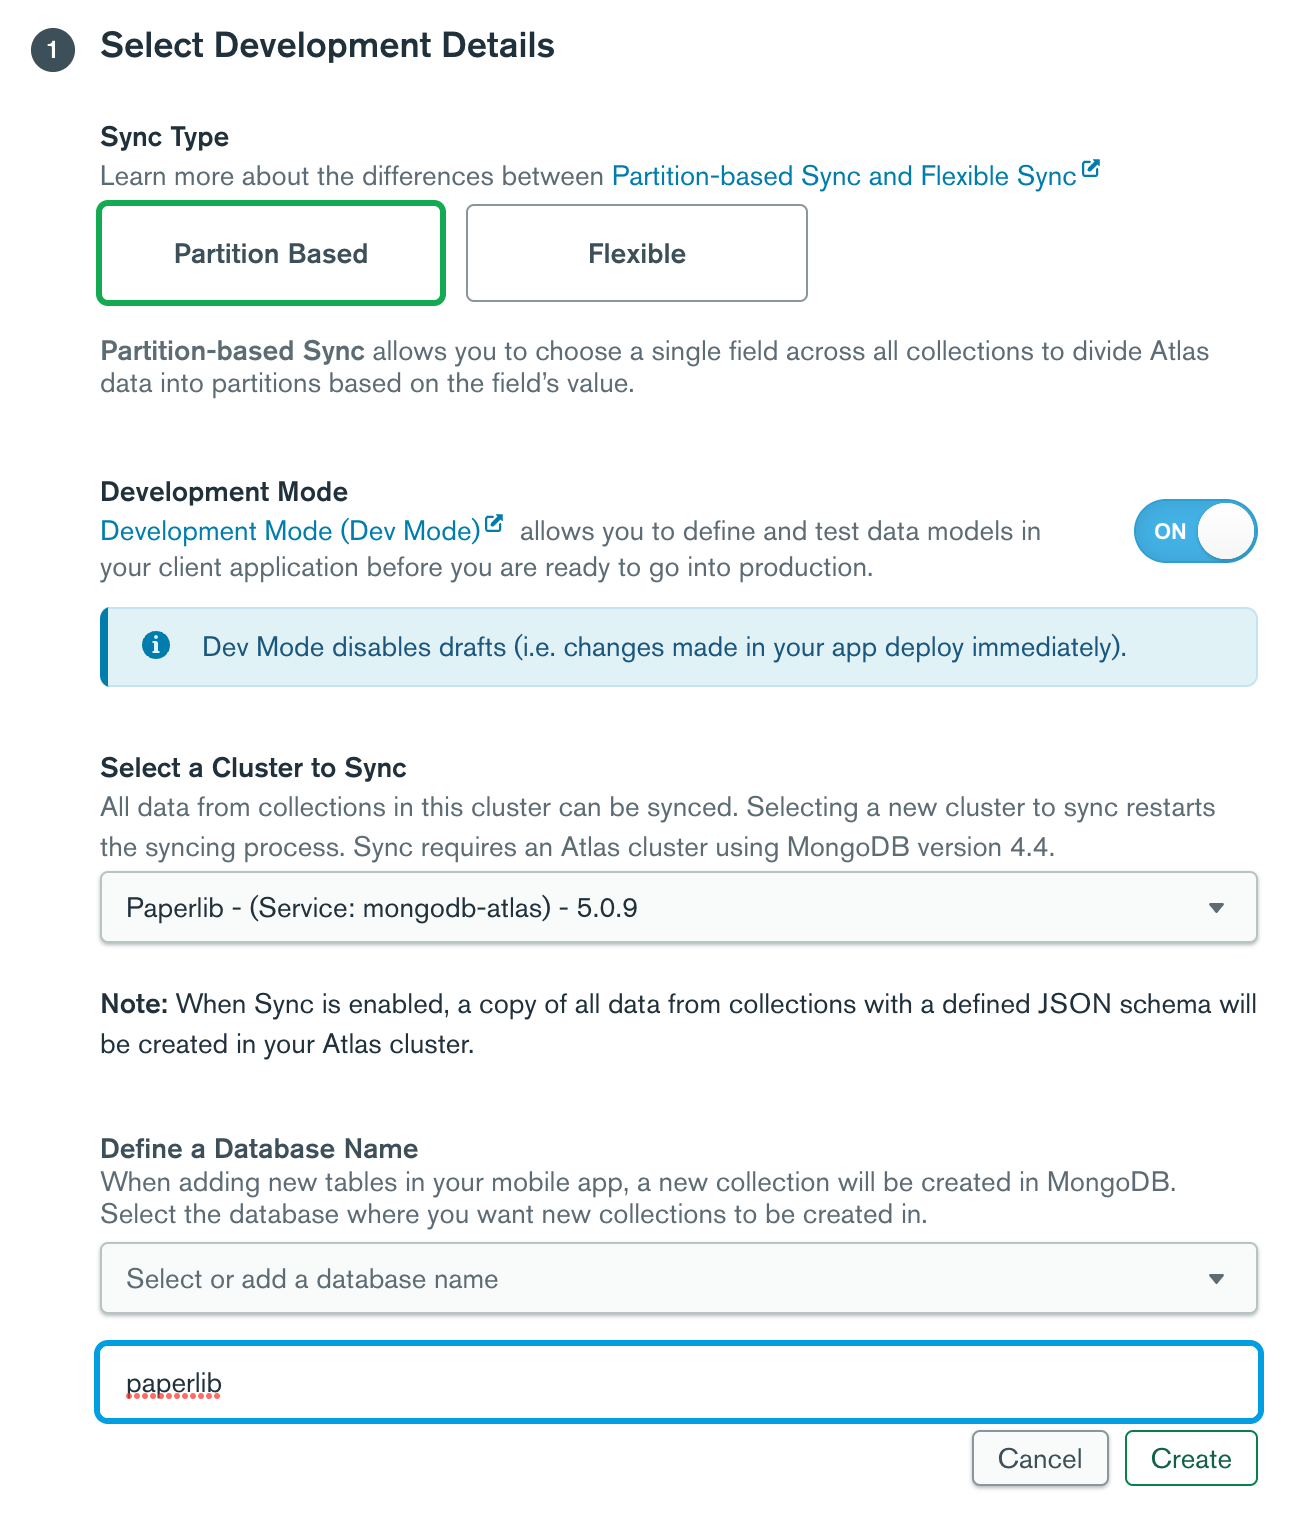 1 Select Development Details
Sync Type
Learn more about the differences between Partition-based Sync and Flexible Sync
Partition Based
Flexible
Partition-based Sync allows you to choose a single field across all collections to divide Atlas
data into partitions based on the field’s value.
Development Mode
Development Mode (Dev Mode) allows you to define and test data models in
your client application before you are ready to go into production.
ON
Dev Mode disables drafts (i.e. changes made in your app deploy immediately).
Select a Cluster to Sync
All data from collections in this cluster can be synced. Selecting a new cluster to sync restarts
the syncing process. Sync requires an Atlas cluster using MongoDB version 4.4.
Paperlib - (Service: mongodb-atlas) - 5.0.9
Note: When Sync is enabled, a copy of all data from collections with a defined JSON schema will
be created in your Atlas cluster.
Define a Database Name
When adding new tables in your mobile app, a new collection will be created in MongoDB.
Select the database where you want new collections to be created in.
Select or add a database name
paperlib
Cancel
Create